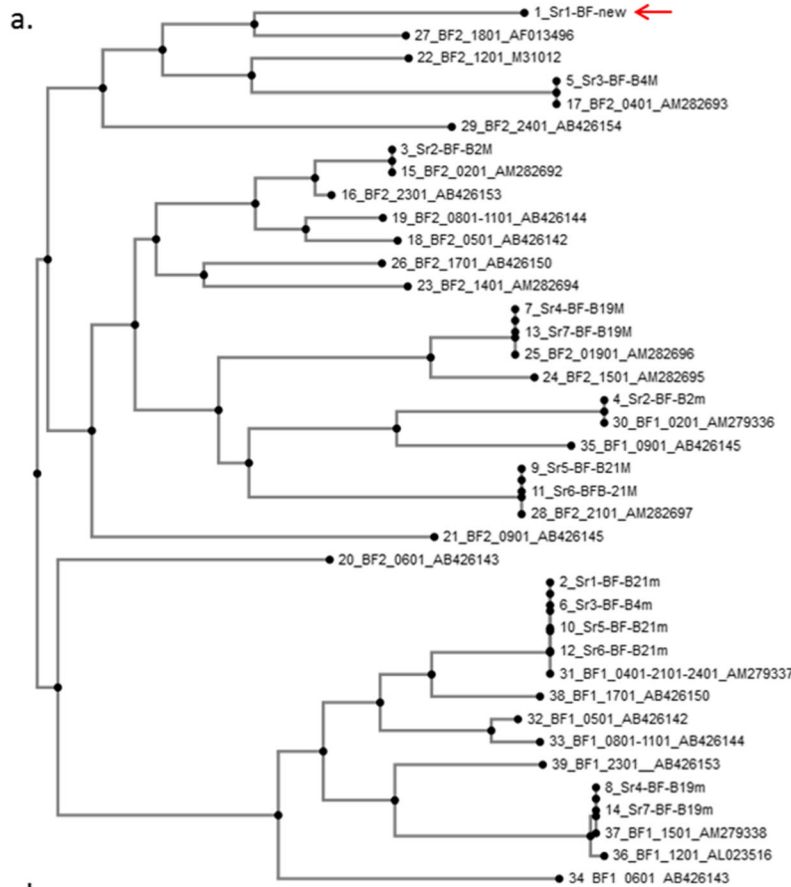 a.
1_Sr1-BF-new
27_BF2_1801_AF013496
22_BF2_1201_M31012
5_Sr3-BF-B4M
17_BF2_0401_AM282693
29_BF2_2401_AB426154
3_Sr2-BF-B2M
15_BF2_0201_AM282692
16_BF2_2301_AB426153
19_BF2_0801-1101_AB426144
18_BF2_0501_AB426142
26_BF2_1701_AB426150
23_BF2_1401_AM282694
7_Sr4-BF-B19M
13_Sr7-BF-B19M
25_BF2_01901_AM282696
24_BF2_1501_AM282695
4_Sr2-BF-B2m
30_BF1_0201_AM279336
35_BF1_0901_AB426145
9_Sr5-BF-B21M
11_Sr6-BFB-21M
28_BF2_2101_AM282697
21_BF2_0901_AB426145
20_BF2_0601_AB426143
2_Sr1-BF-B21m
6_Sr3-BF-B4m
10_Sr5-BF-B21m
12_Sr6-BF-B21m
31_BF1_0401-2101-2401_AM279337
38_BF1_1701_AB426150
32_BF1_0501_AB426142
33_BF1_0801-1101_AB426144
39_BF1_2301__AB426153
8_Sr4-BF-B19m
14_Sr7-BF-B19m
37_BF1_1501_AM279338
36_BF1_1201_AL023516
34_BF1_0601_AB426143